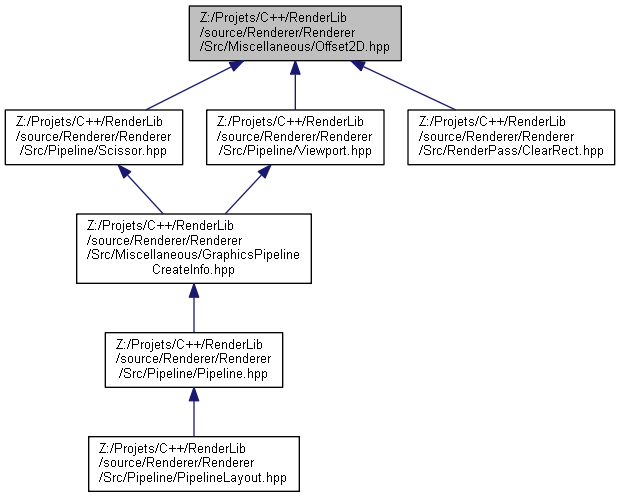 Z:/Projets/C++/RenderLib
/source/Renderer/Renderer
/Src/Miscellaneous/Offset2D.hpp
Z:/Projets/C++/RenderLib
/source/Renderer/Renderer
/Src/Pipeline/Scissor.hpp
Z:/Projets/C++/RenderLib
/source/Renderer/Renderer
/Src/Pipeline/Viewport.hpp
Z:/Projets/C++/RenderLib
/source/Renderer/Renderer
/Src/RenderPass/ClearRect.hpp
Z:/Projets/C++/RenderLib
/source/Renderer/Renderer
/Src/Miscellaneous/GraphicsPipeline
CreateInfo.hpp
Z:/Projets/C++/RenderLib
/source/Renderer/Renderer
/Src/Pipeline/Pipeline.hpp
Z:/Projets/C++/RenderLib
/source/Renderer/Renderer
/Src/Pipeline/PipelineLayout.hpp